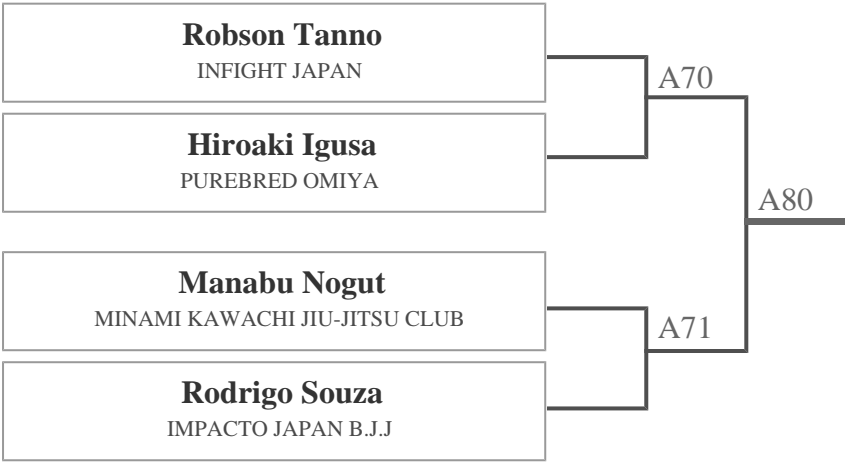 Robson Tanno
INFIGHT JAPAN
A70
Hiroaki Igusa
PUREBRED OMIYA
A80
Manabu Nogut
MINAMI KAWACHI JIU-JITSU CLUB
A71
Rodrigo Souza
IMPACTO JAPAN B.J.J